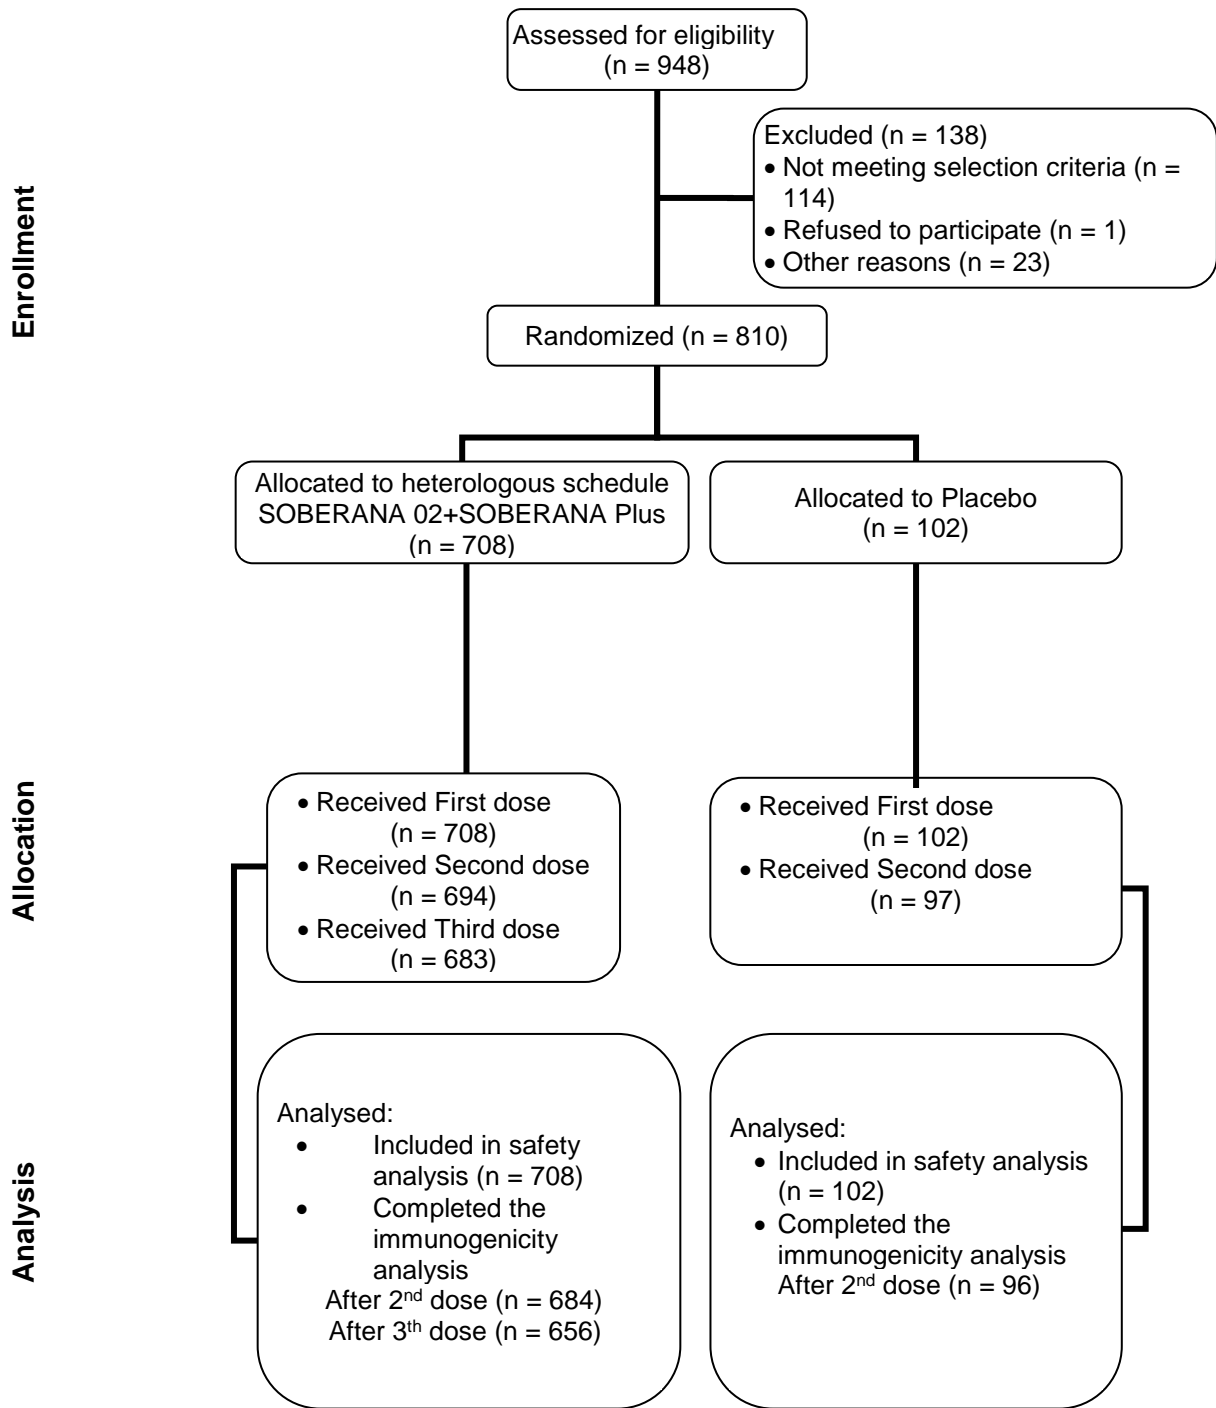 Assessed for eligibility
(n = 948)
Enrollment
Excluded (n = 138)
• Not meeting selection criteria (n =
114)
• Refused to participate (n = 1)
• Other reasons (n = 23)
Randomized (n = 810)
Allocated to heterologous schedule
SOBERANA 02+SOBERANA Plus
(n = 708)
Allocated to Placebo
(n = 102)
Allocation
• Received First dose
(n = 708)
• Received Second dose
(n = 694)
• Received Third dose
(n = 683)
• Received First dose
(n = 102)
• Received Second dose
(n = 97)
Analysis
Analysed:
• Included in safety
analysis (n = 708)
• Completed the
immunogenicity
analysis
After 2nd dose (n = 684)
After 3th dose (n = 656)
Analysed:
• Included in safety analysis
(n = 102)
• Completed the
immunogenicity analysis
After 2nd dose (n = 96)